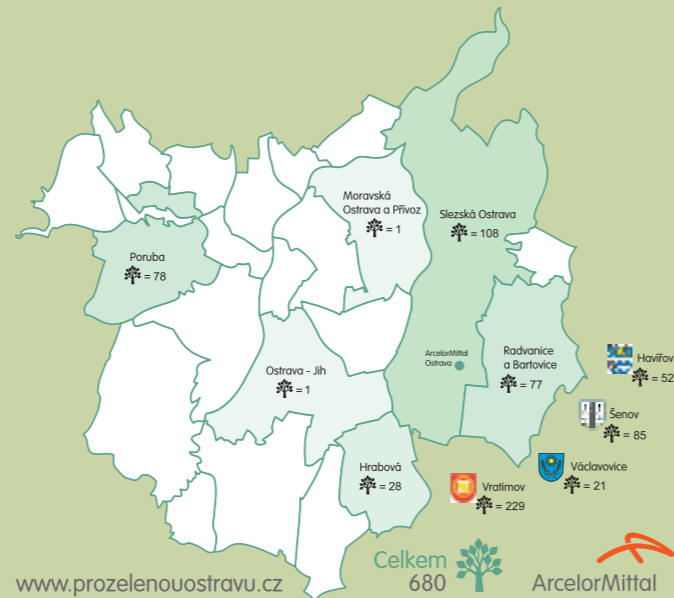 Moravská
Ostrava a Přívoz
= 1
Slezská Ostrava
= 108
Poruba
= 78
ArcelorMittal
Ostrava
Radvanice
a Bartovice
= 77
Havířov
= 52
Ostrava - Jih
= 1
Šenov
= 85
Hrabová
= 28
Václavovice
= 21
Vratimov
= 229
Celkem
680
www.prozelenouostravu.cz
ArcelorMittal